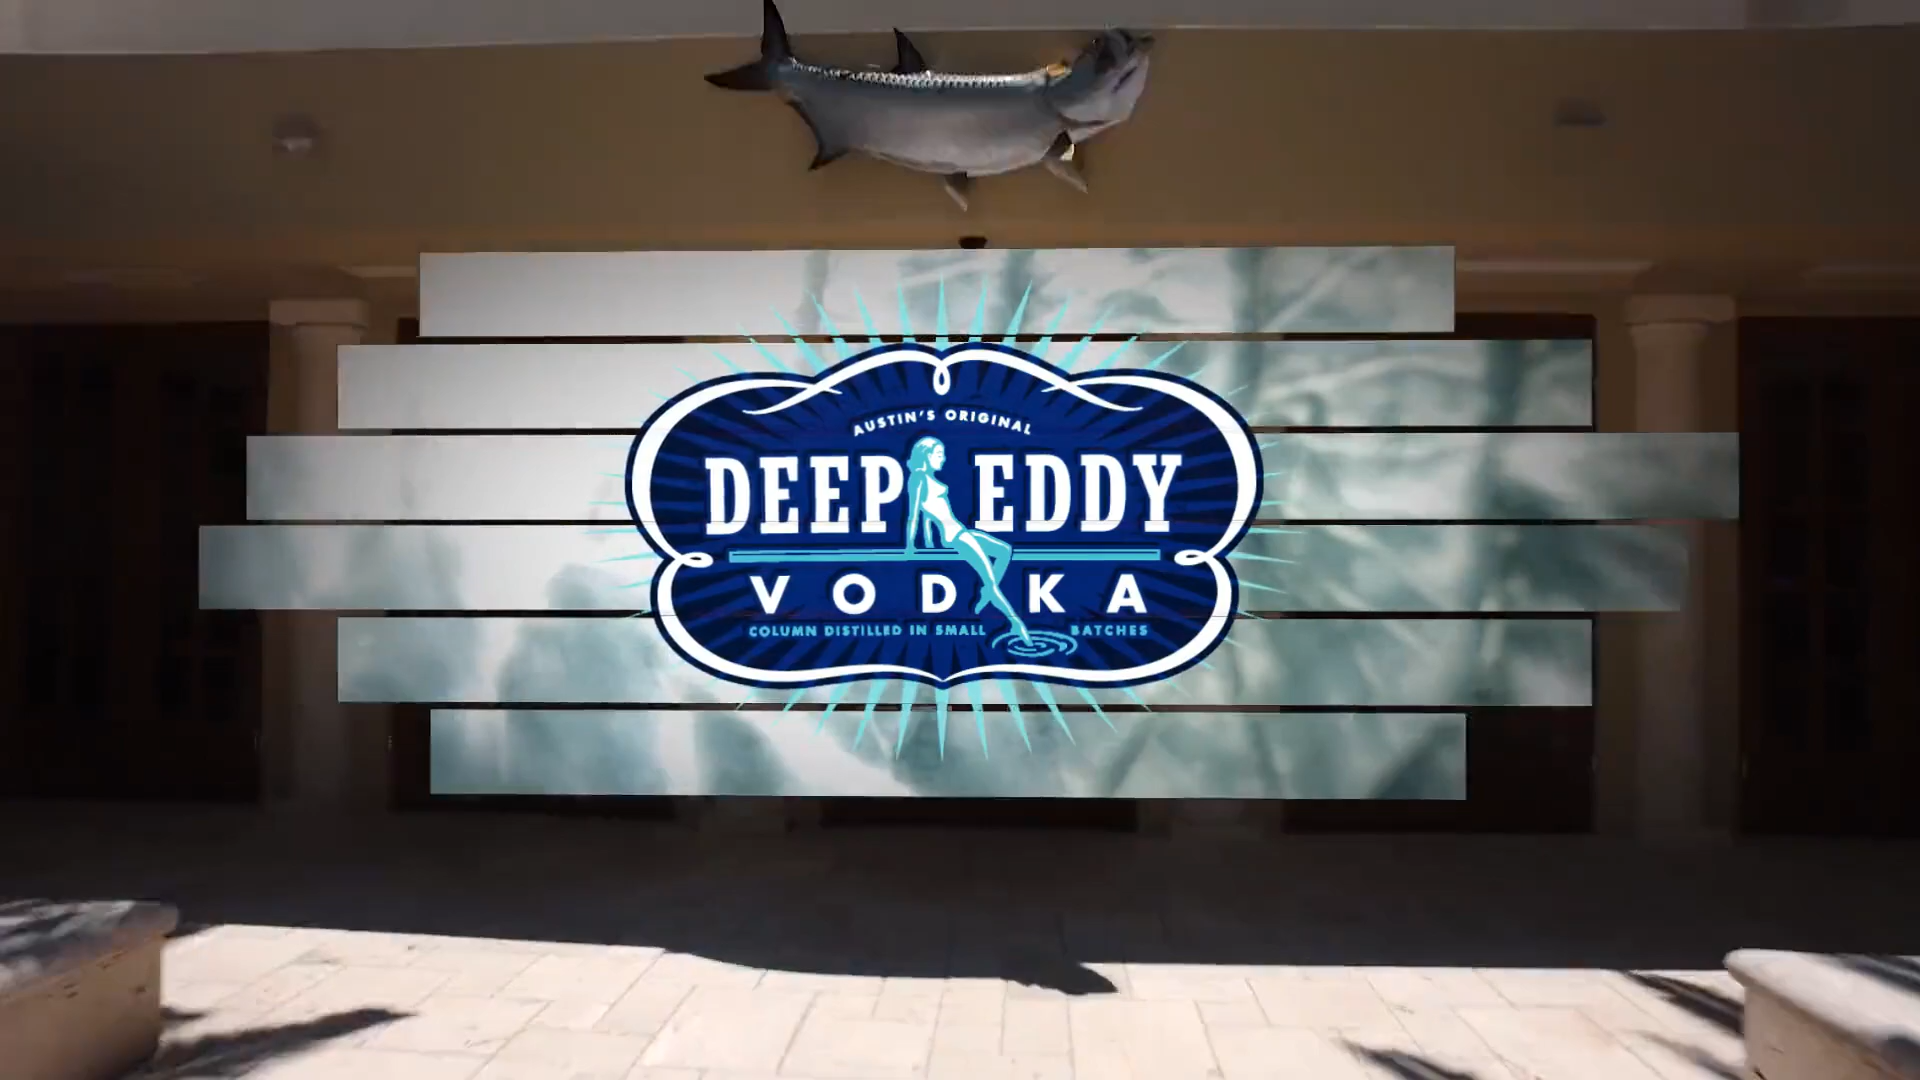 AUSTIN'S ORIGINAL
DEEP EDDY
VODKA
COLUMN DISTILLED IN SMALL BATCHES